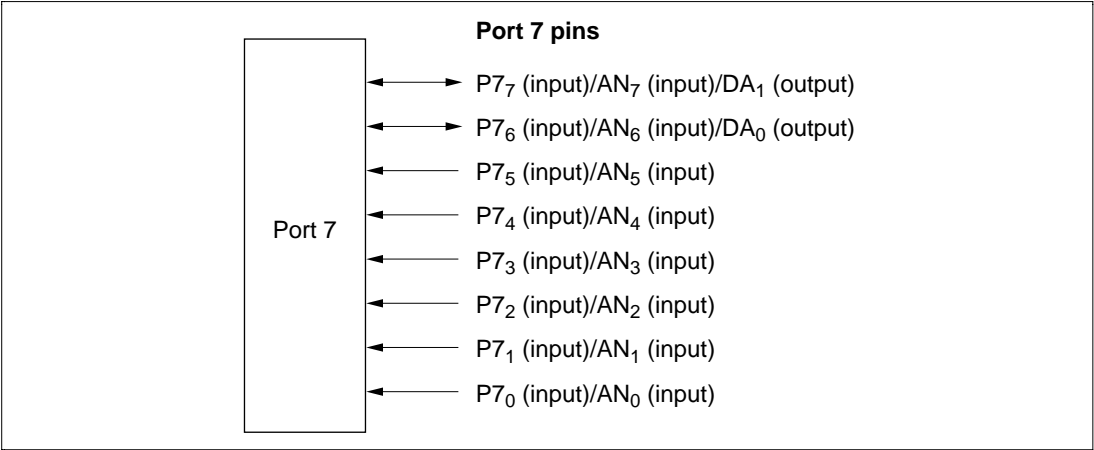 Port 7 pins
P7₇ (input)/AN₇ (input)/DA₁ (output)
P7₆ (input)/AN₆ (input)/DA₀ (output)
P7₅ (input)/AN₅ (input)
P7₄ (input)/AN₄ (input)
Port 7
P7₃ (input)/AN₃ (input)
P7₂ (input)/AN₂ (input)
P7₁ (input)/AN₁ (input)
P7₀ (input)/AN₀ (input)